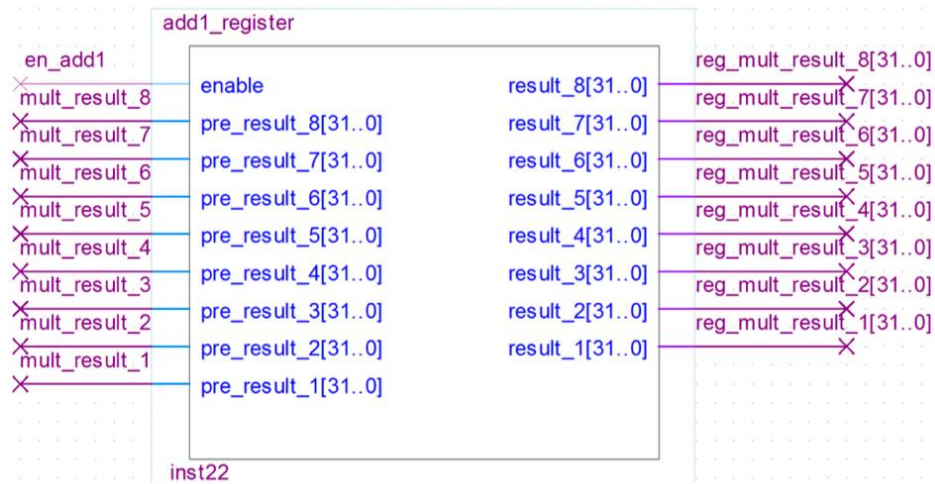 add1_register
en_add1
enable
result_8[31..0]
reg_mult_result_8[31..0]
mult_result_8
pre_result_8[31..0]
result_7[31..0]
reg_mult_result_7[31..0]
mult_result_7
pre_result_7[31..0]
result_6[31..0]
reg_mult_result_6[31..0]
mult_result_6
pre_result_6[31..0]
result_5[31..0]
reg_mult_result_5[31..0]
mult_result_5
pre_result_5[31..0]
result_4[31..0]
reg_mult_result_4[31..0]
mult_result_4
pre_result_4[31..0]
result_3[31..0]
reg_mult_result_3[31..0]
mult_result_3
pre_result_3[31..0]
result_2[31..0]
reg_mult_result_2[31..0]
mult_result_2
pre_result_2[31..0]
result_1[31..0]
reg_mult_result_1[31..0]
mult_result_1
pre_result_1[31..0]
inst22